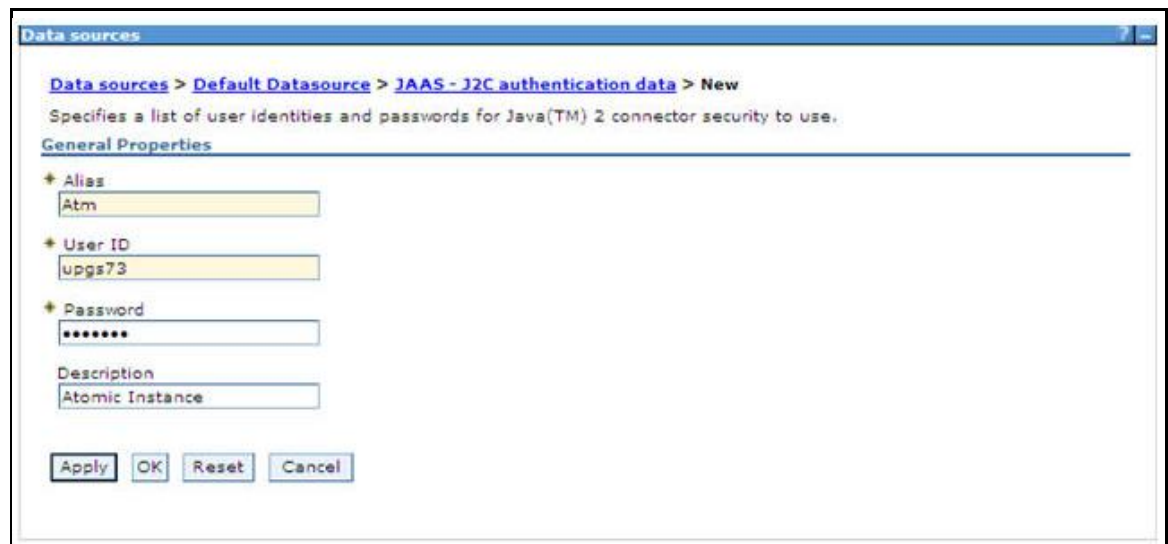 Data sources ? –
Data sources > Default Datasource > JAAS - J2C authentication data > New
Specifies a list of user identities and passwords for Java(TM) 2 connector security to use.
General Properties
Alias
Atm
User ID
upgs73
Password
•••••••
Description
Atomic Instance
Apply OK Reset Cancel